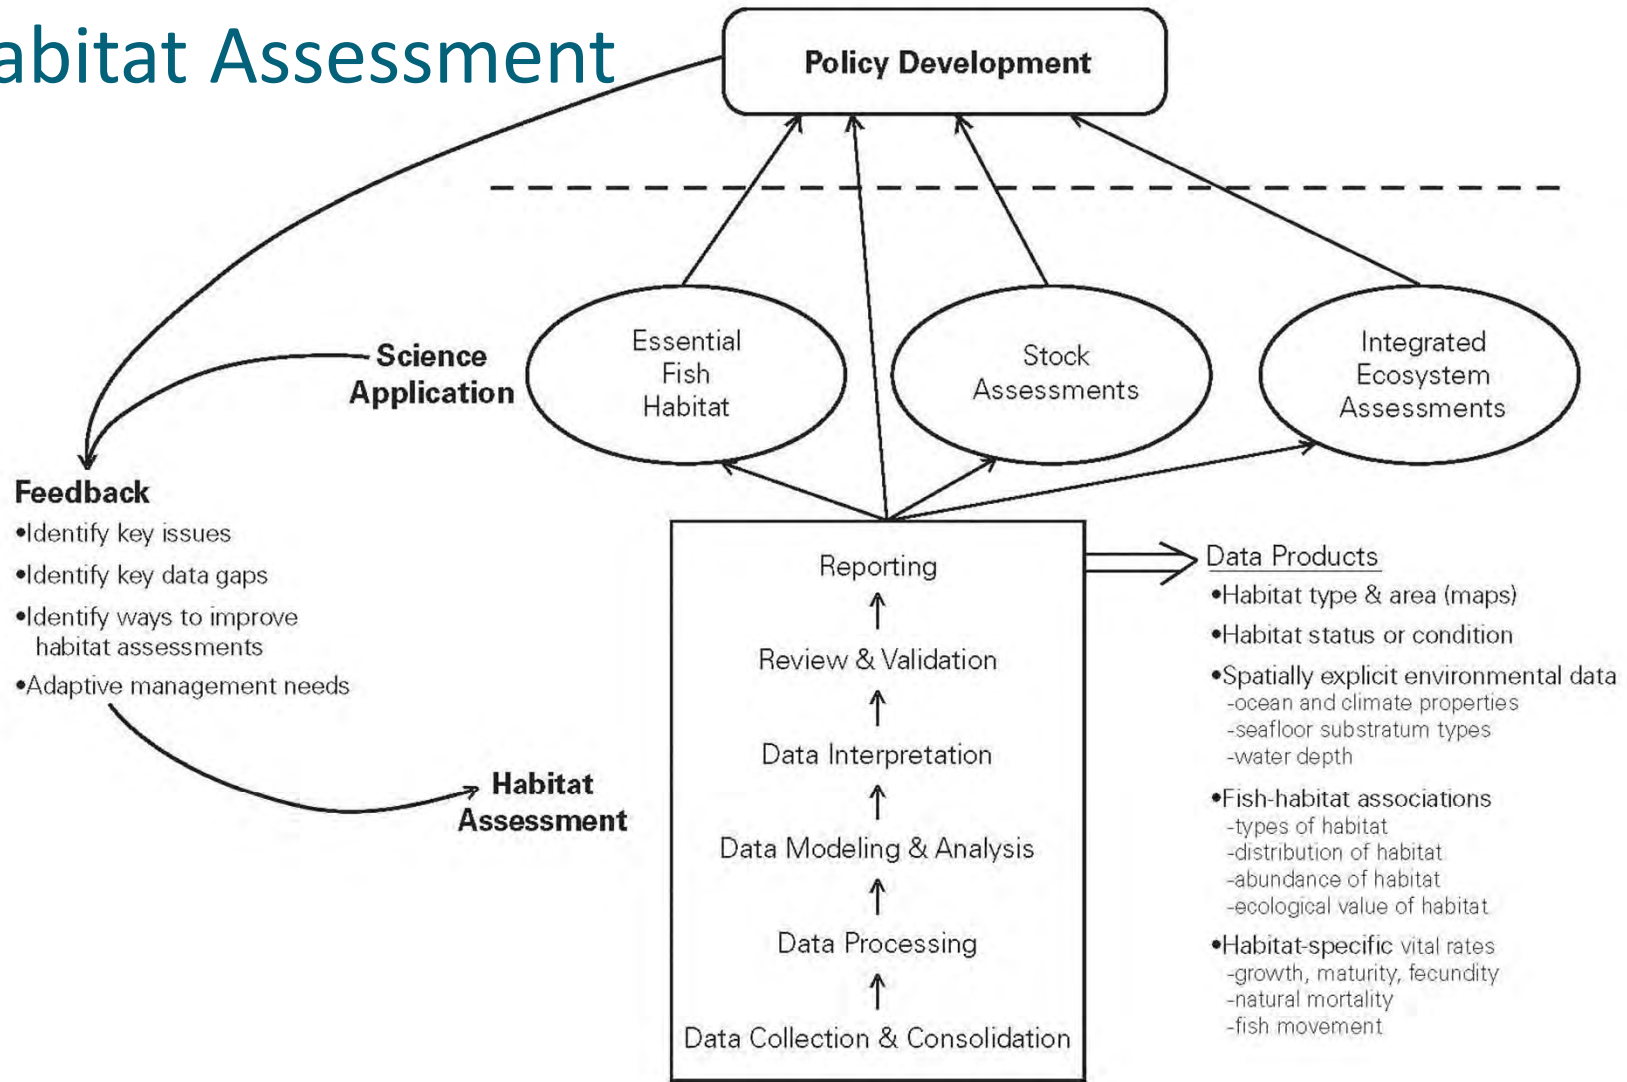 abitat Assessment
Policy Development
Science
Application
Essential
Fish
Habitat
Stock
Assessments
Integrated
Ecosystem
Assessments
Feedback
•Identify key issues
•Identify key data gaps
•Identify ways to improve
habitat assessments
•Adaptive management needs
Habitat
Assessment
Reporting
Review & Validation
Data Interpretation
Data Modeling & Analysis
Data Processing
Data Collection & Consolidation
Data Products
•Habitat type & area (maps)
•Habitat status or condition
•Spatially explicit environmental data
-ocean and climate properties
-seafloor substratum types
-water depth
•Fish-habitat associations
-types of habitat
-distribution of habitat
-abundance of habitat
-ecological value of habitat
•Habitat-specific vital rates
-growth, maturity, fecundity
-natural mortality
-fish movement